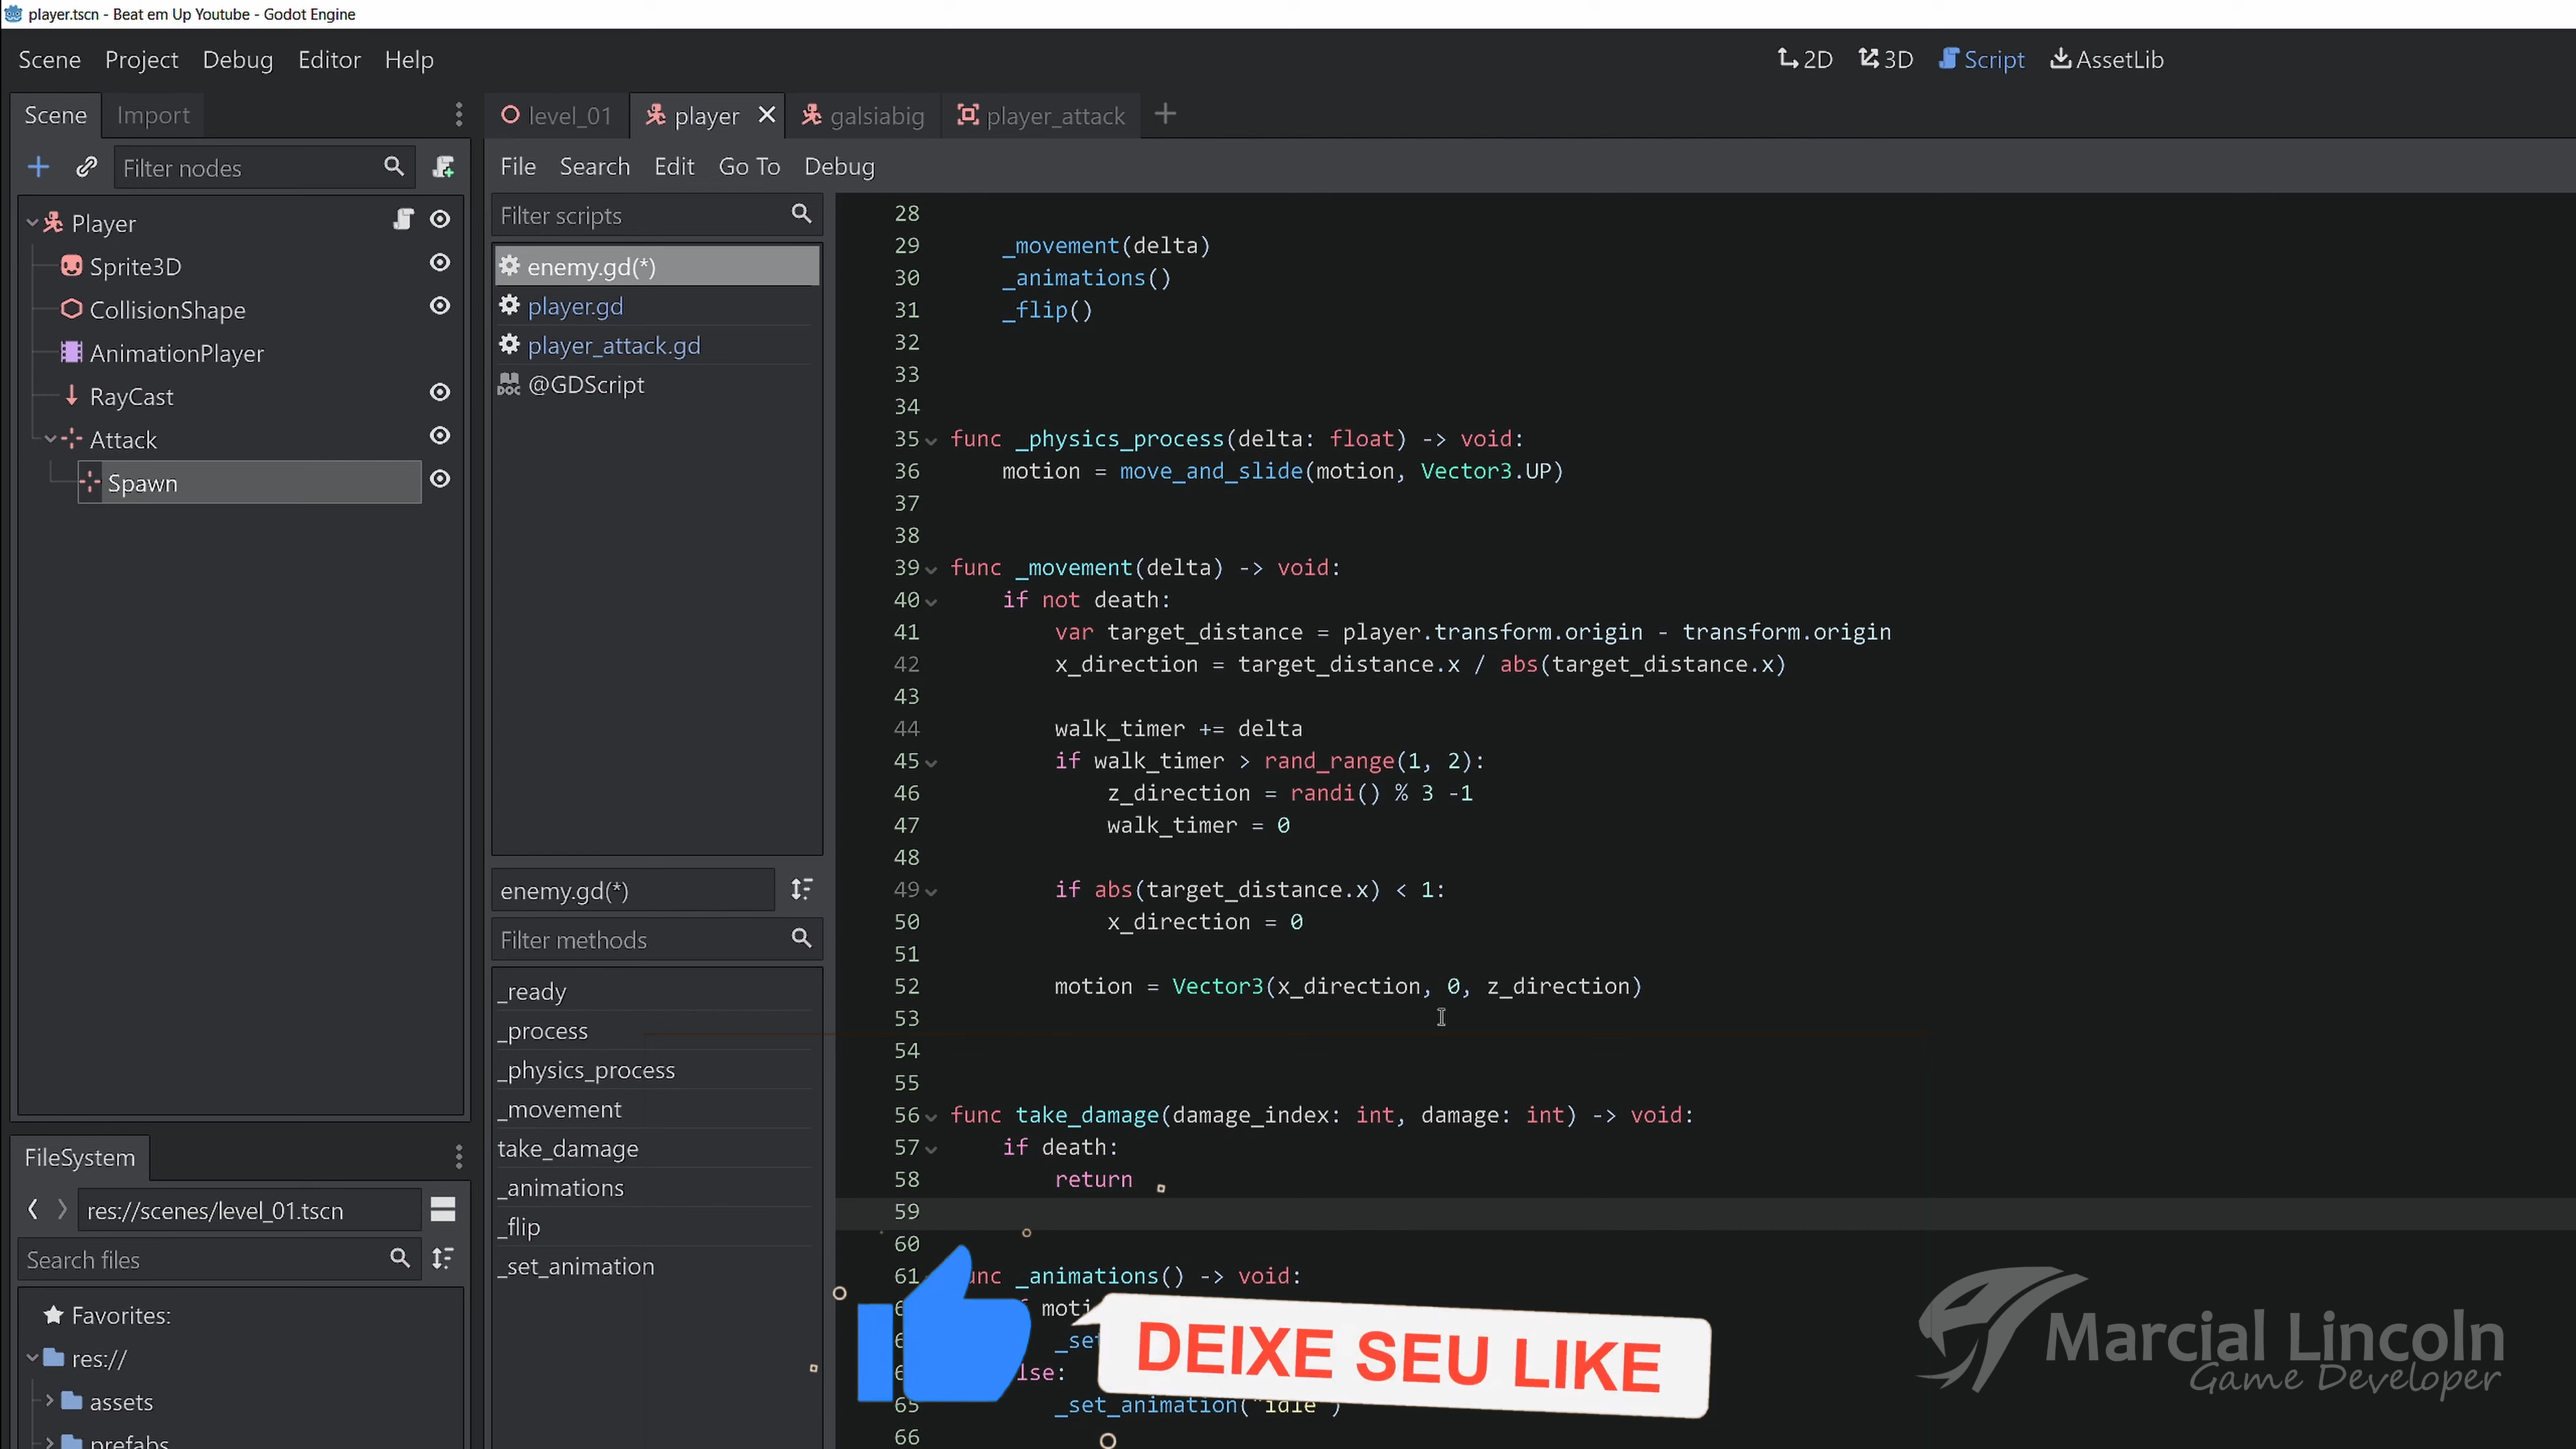 player.tscn - Beat em Up Youtube - Godot Engine
Scene Project Debug Editor Help
2D 3D Script AssetLib
Scene Import
level_01 player galsiabig player_attack
Filter nodes
File Search Edit Go To Debug
Player
Sprite3D
CollisionShape
AnimationPlayer
RayCast
Attack
Spawn
Filter scripts
enemy.gd(*)
player.gd
player_attack.gd
DOC @GDScript
enemy.gd(*)
Filter methods
_ready
_process
_physics_process
_movement
take_damage
_animations
_flip
_set_animation
28
29 _movement(delta)
30 _animations()
31 _flip()
32
33
34
35 func _physics_process(delta: float) -> void:
36 motion = move_and_slide(motion, Vector3.UP)
37
38
39 func _movement(delta) -> void:
40 if not death:
41 var target_distance = player.transform.origin - transform.origin
42 x_direction = target_distance.x / abs(target_distance.x)
43
44 walk_timer += delta
45 if walk_timer > rand_range(1, 2):
46 z_direction = randi() % 3 -1
47 walk_timer = 0
48
49 if abs(target_distance.x) < 1:
50 x_direction = 0
51
52 motion = Vector3(x_direction, 0, z_direction)
53
54
55
56 func take_damage(damage_index: int, damage: int) -> void:
57 if death:
58 return
59
60
61 unc _animations() -> void:
moti
_se
lse:
65 _set_animation("idle")
66
FileSystem
res://scenes/level_01.tscn
Search files
Favorites:
res://
assets
prefabs
DEIXE SEU LIKE
Marcial Lincoln
Game Developer